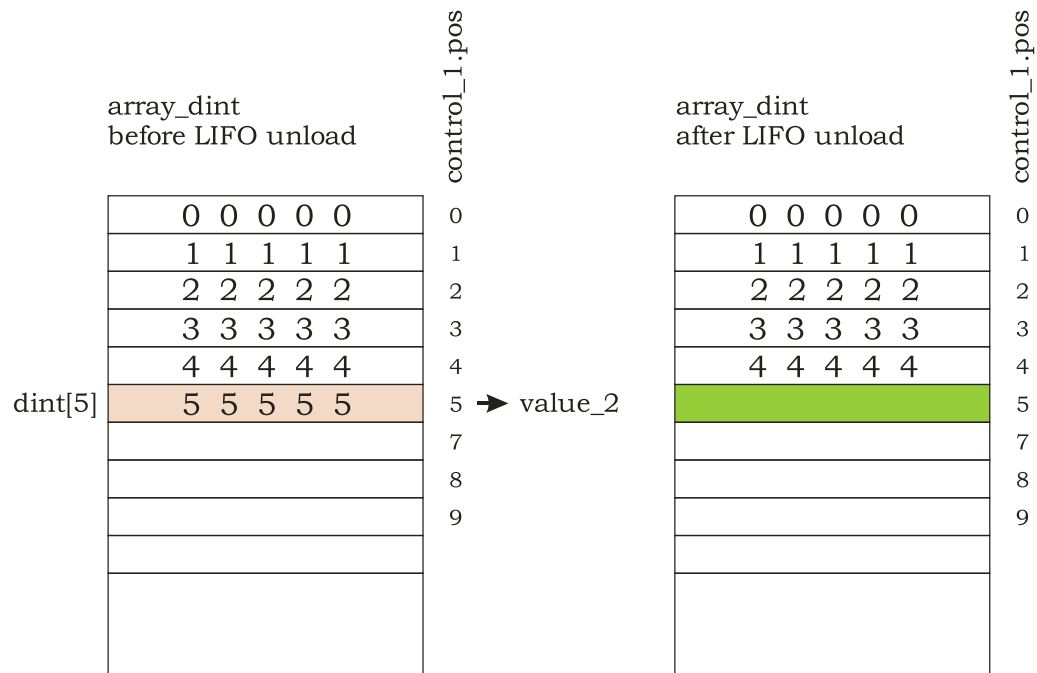 control_1.pos
control_1.pos
array_dint
before LIFO unload
array_dint
after LIFO unload
0 0 0 0 0 0
0 0 0 0 0 0
1 1 1 1 1 1
1 1 1 1 1 1
2 2 2 2 2 2
2 2 2 2 2 2
3 3 3 3 3 3
3 3 3 3 3 3
4 4 4 4 4 4
4 4 4 4 4 4
dint[5] 5 5 5 5 5 5 value_2
5
7
7
8
8
9
9